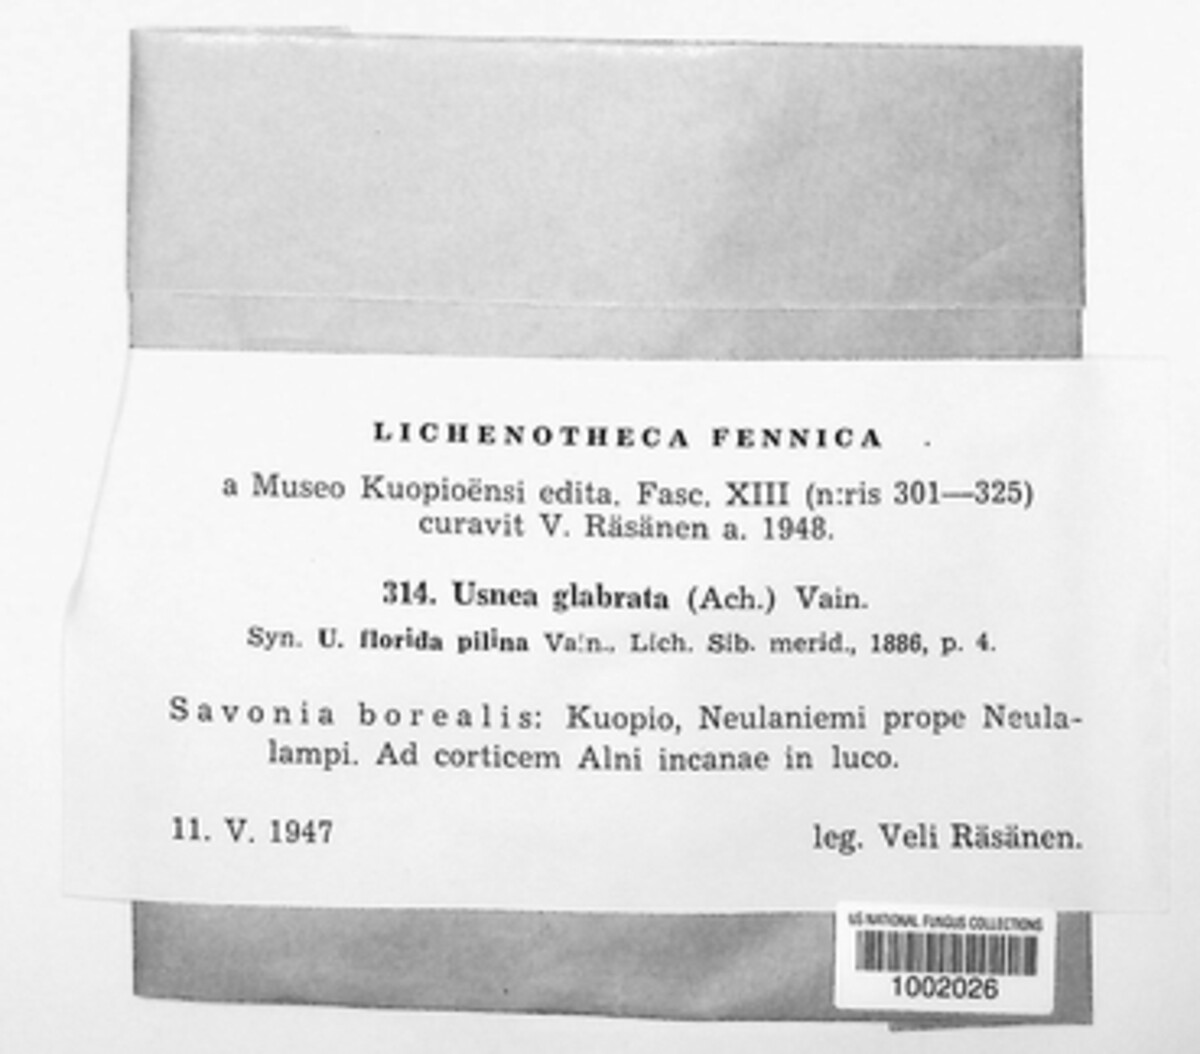 LICHENOTHECA FENNICA
a Museo Kuopioënsi edita. Fasc. XIII (n:ris 301—325)
curavit V. Räsänen a. 1948.
314. Usnea glabrata (Ach.) Vain.
Syn. U. florida pilina Va:n., Lich. Sib. merid., 1886, p. 4.
Savonia borealis: Kuopio, Neulaniemi prope Neula-
lampi. Ad corticem Alni incanae in luco.
11. V. 1947 leg. Veli Räsänen.
US NATIONAL FUNGUS COLLECTIONS
1002026